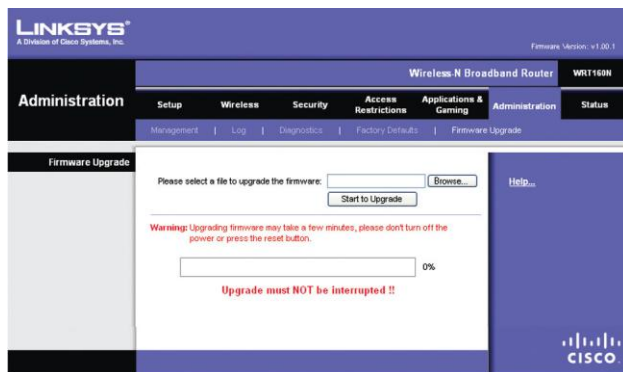 LINKSYS®
A Division of Cisco Systems, Inc.
Firmware Version: v1.00.1
Wireless-N Broadband Router WRT160N
Administration
Setup Wireless Security Access Restrictions Applications & Gaming Administration Status
Management | Log | Diagnostics | Factory Defaults | Firmware Upgrade
Firmware Upgrade
Please select a file to upgrade the firmware: Browse...
Start to Upgrade
Help...
Warning: Upgrading firmware may take a few minutes, please don't turn off the
power or press the reset button.
0%
Upgrade must NOT be interrupted !!
CISCO.